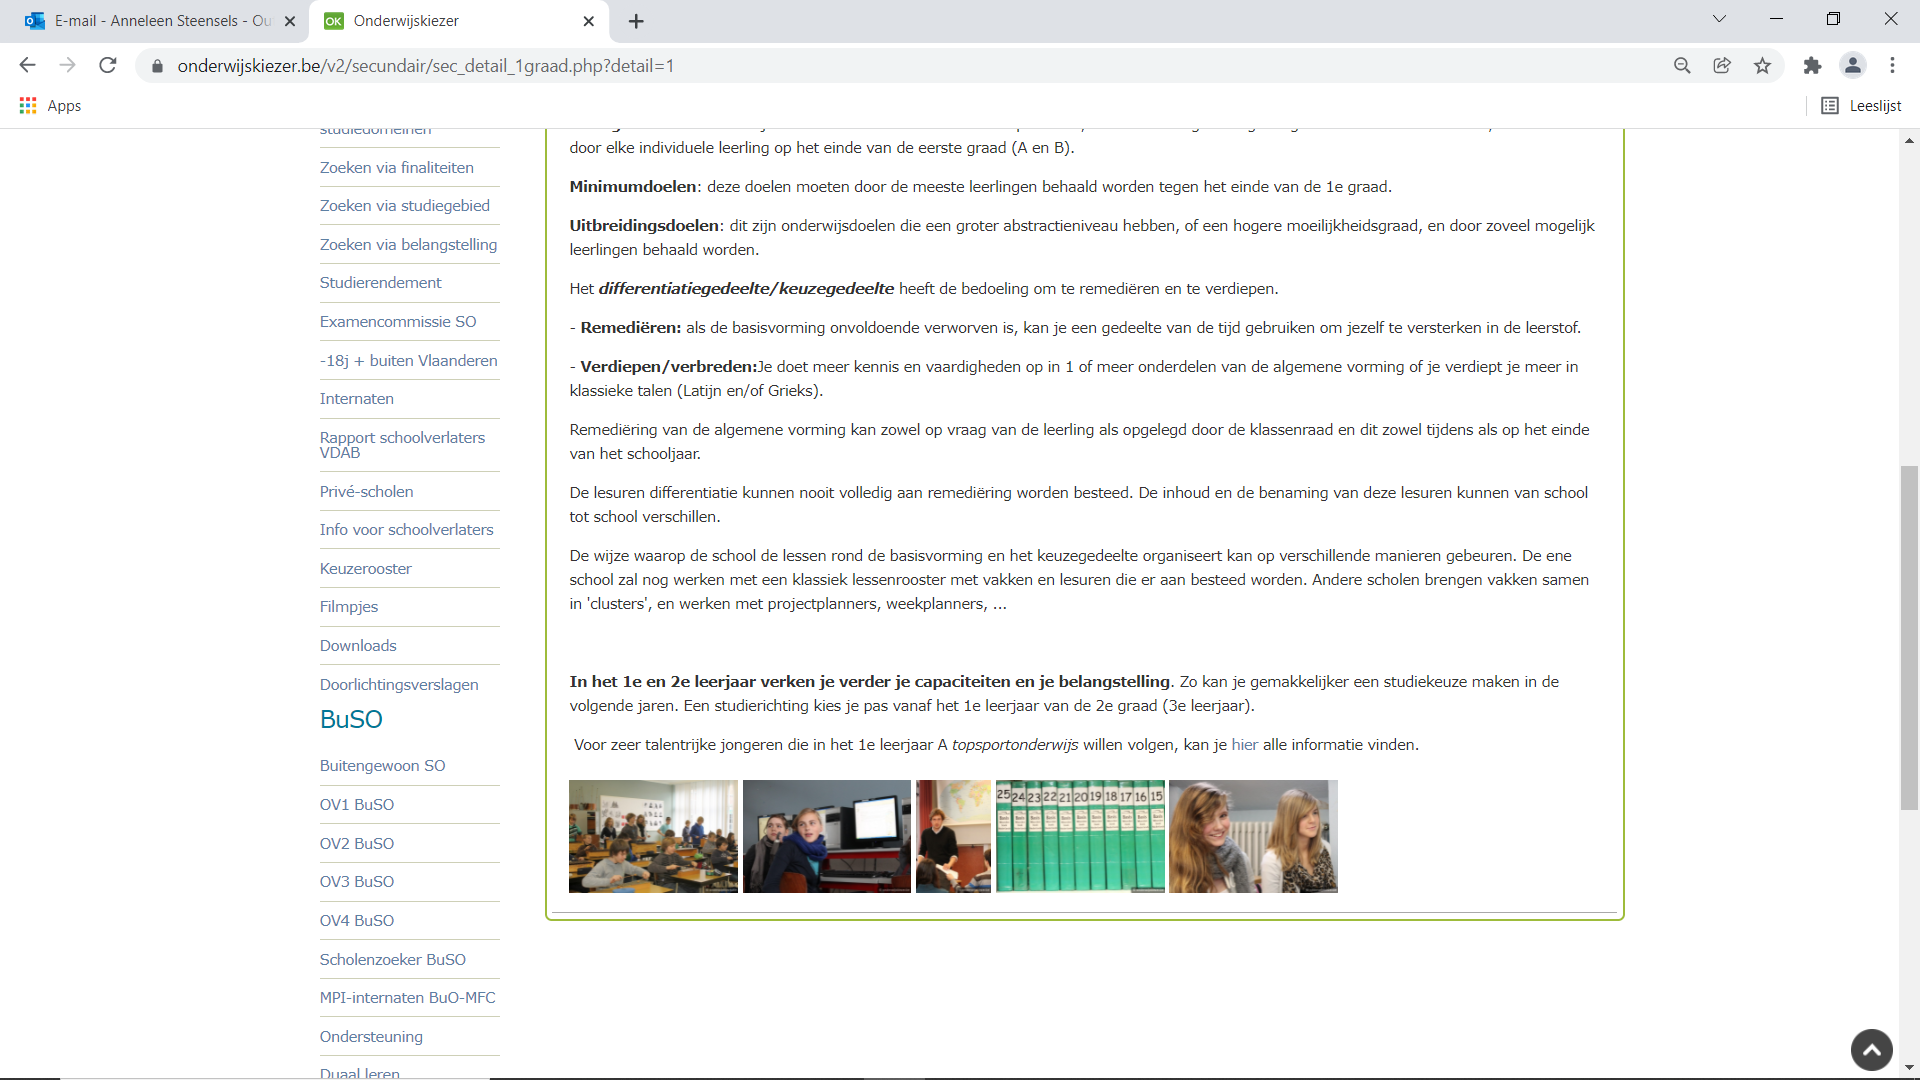 E-mail - Anneleen Steensels - Ou
Onderwijskiezer
onderwijskiezer.be/v2/secundair/sec_detail_1graad.php?detail=1
Apps
Leeslijst
studiedomeinen
Zoeken via finaliteiten
Zoeken via studiegebied
Zoeken via belangstelling
Studierendement
Examencommissie SO
-18j + buiten Vlaanderen
Internaten
Rapport schoolverlaters
VDAB
Privé-scholen
Info voor schoolverlaters
Keuzerooster
Filmpjes
Downloads
Doorlichtingsverslagen
BuSO
Buitengewoon SO
OV1 BuSO
OV2 BuSO
OV3 BuSO
OV4 BuSO
Scholenzoeker BuSO
MPI-internaten BuO-MFC
Ondersteuning
Duaal leren
door elke individuele leerling op het einde van de eerste graad (A en B).
Minimumdoelen: deze doelen moeten door de meeste leerlingen behaald worden tegen het einde van de 1e graad.
Uitbreidingsdoelen: dit zijn onderwijsdoelen die een groter abstractieniveau hebben, of een hogere moeilijkheidsgraad, en door zoveel mogelijk
leerlingen behaald worden.
Het differentiatiegedeelte/keuzegedeelte heeft de bedoeling om te remediëren en te verdiepen.
- Remediëren: als de basisvorming onvoldoende verworven is, kan je een gedeelte van de tijd gebruiken om jezelf te versterken in de leerstof.
- Verdiepen/verbreden:Je doet meer kennis en vaardigheden op in 1 of meer onderdelen van de algemene vorming of je verdiept je meer in
klassieke talen (Latijn en/of Grieks).
Remediëring van de algemene vorming kan zowel op vraag van de leerling als opgelegd door de klassenraad en dit zowel tijdens als op het einde
van het schooljaar.
De lesuren differentiatie kunnen nooit volledig aan remediëring worden besteed. De inhoud en de benaming van deze lesuren kunnen van school
tot school verschillen.
De wijze waarop de school de lessen rond de basisvorming en het keuzegedeelte organiseert kan op verschillende manieren gebeuren. De ene
school zal nog werken met een klassiek lessenrooster met vakken en lesuren die er aan besteed worden. Andere scholen brengen vakken samen
in 'clusters', en werken met projectplanners, weekplanners, ...
In het 1e en 2e leerjaar verken je verder je capaciteiten en je belangstelling. Zo kan je gemakkelijker een studiekeuze maken in de
volgende jaren. Een studierichting kies je pas vanaf het 1e leerjaar van de 2e graad (3e leerjaar).
Voor zeer talentrijke jongeren die in het 1e leerjaar A topsportonderwijs willen volgen, kan je hier alle informatie vinden.
25 24 23 22 21 20 19 18 17 16 15